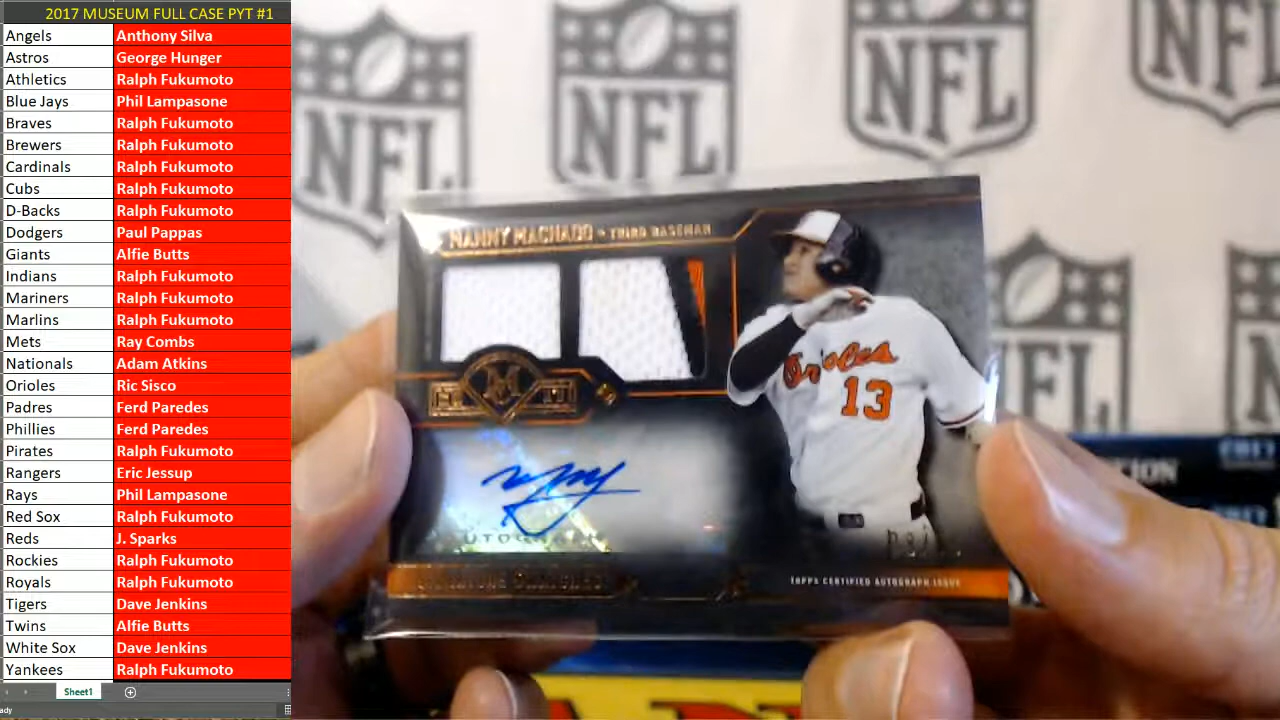 2017 MUSEUM FULL CASE PYT #1
Angels Anthony Silva
Astros George Hunger
Athletics Ralph Fukumoto
Blue Jays Phil Lampasone
Braves Ralph Fukumoto
Brewers Ralph Fukumoto
Cardinals Ralph Fukumoto
Cubs Ralph Fukumoto
D-Backs Ralph Fukumoto
Dodgers Paul Pappas
Giants Alfie Butts
Indians Ralph Fukumoto
Mariners Ralph Fukumoto
Marlins Ralph Fukumoto
Mets Ray Combs
Nationals Adam Atkins
Orioles Ric Sisco
Padres Ferd Paredes
Phillies Ferd Paredes
Pirates Ralph Fukumoto
Rangers Eric Jessup
Rays Phil Lampasone
Red Sox Ralph Fukumoto
Reds J. Sparks
Rockies Ralph Fukumoto
Royals Ralph Fukumoto
Tigers Dave Jenkins
Twins Alfie Butts
White Sox Dave Jenkins
Yankees Ralph Fukumoto
Sheet1
ady
NFL
NFL
NFL
NFL
NFL
MANNY MACHADO • THIRD BASEMAN
M
Orioles
13
AUTOGRAPH
TOPPS CERTIFIED AUTOGRAPH ISSUE